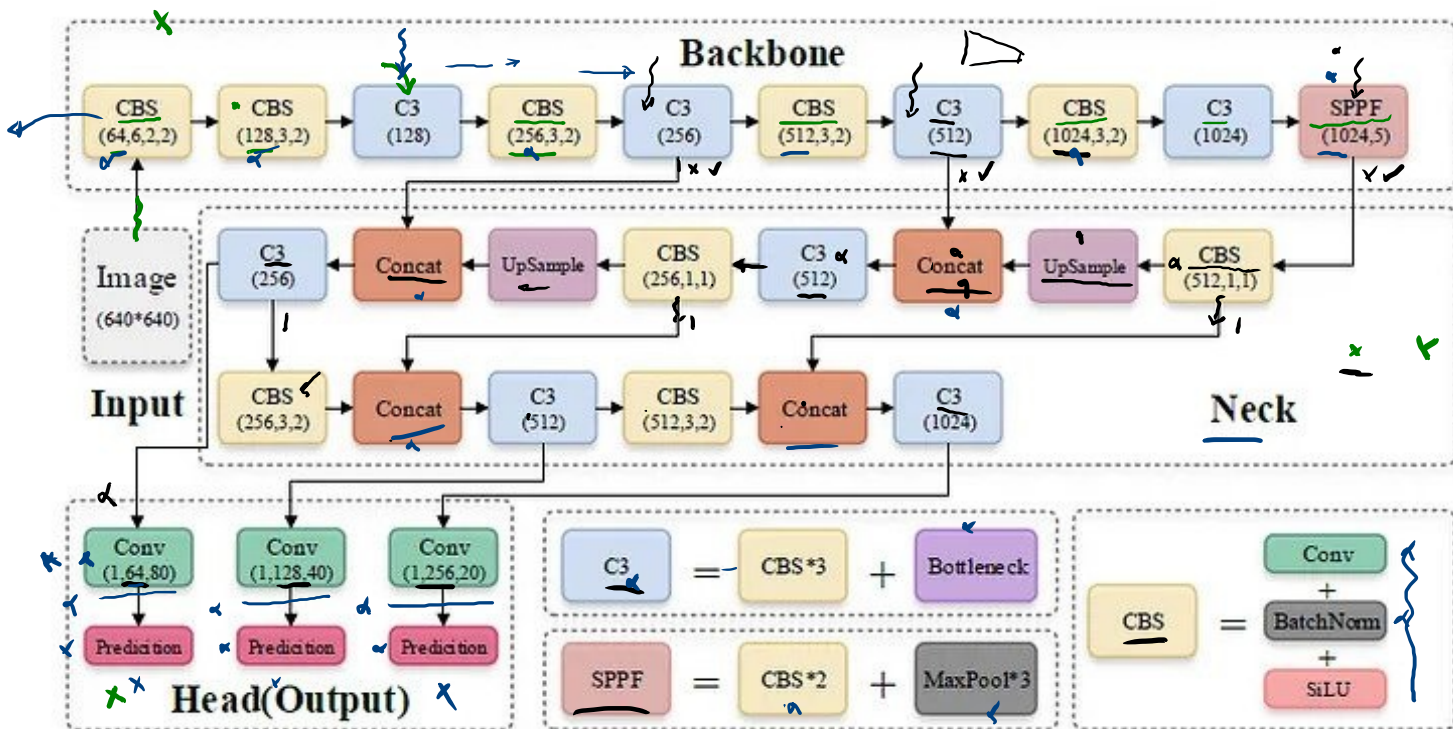 Backbone
CBS
(64,6,2,2)
CBS
(128,3,2)
C3
(128)
CBS
(256,3,2)
C3
(256)
CBS
(512,3,2)
C3
(512)
CBS
(1024,3,2)
C3
(1024)
SPPF
(1024,5)
Image
(640*640)
Input
C3
(256)
Concat
UpSample
CBS
(256,1,1)
C3
(512)
Concat
UpSample
CBS
(512,1,1)
CBS
(256,3,2)
Concat
C3
(512)
CBS
(512,3,2)
Concat
C3
(1024)
Neck
Conv
(1,64,80)
Conv
(1,128,40)
Conv
(1,256,20)
Predicition
Predicition
Predicition
Head(Output)
C3
=
CBS*3
+
Bottleneck
SPPF
=
CBS*2
+
MaxPool*3
CBS
=
Conv
+
BatchNorm
+
SiLU